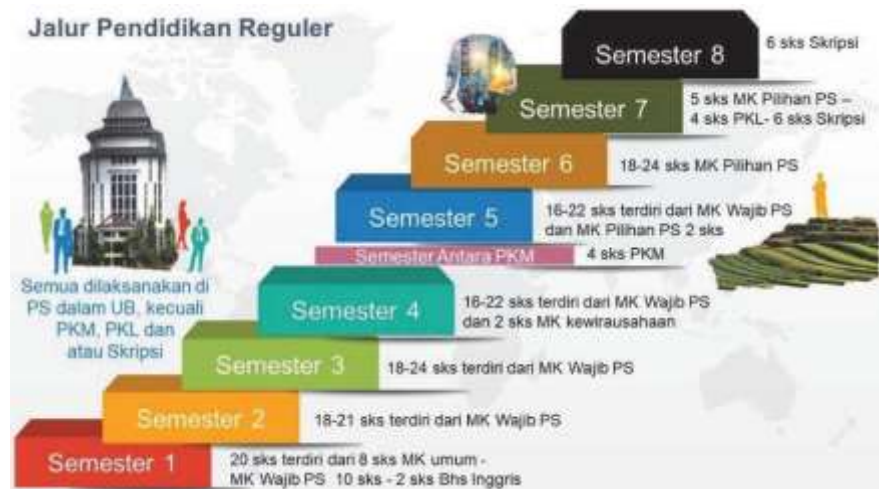 Jalur Pendidikan Reguler
Semester 8
6 sks Skripsi
Semester 7
5 sks MK Pilihan PS –
4 sks PKL- 6 sks Skripsi
Semester 6
18-24 sks MK Pilihan PS
Semester 5
16-22 sks terdiri dari MK Wajib PS
dan MK Pilihan PS 2 sks
Semester Antara PKM
4 sks PKM
Semua dilaksanakan di
PS dalam UB, kecuali
PKM, PKL dan
atau Skripsi
Semester 4
16-22 sks terdiri dari MK Wajib PS
dan 2 sks MK kewirausahaan
Semester 3
18-24 sks terdiri dari MK Wajib PS
Semester 2
18-21 sks terdiri dari MK Wajib PS
Semester 1
20 sks terdiri dari 8 sks MK umum -
MK Wajib PS 10 sks - 2 sks Bhs Inggris